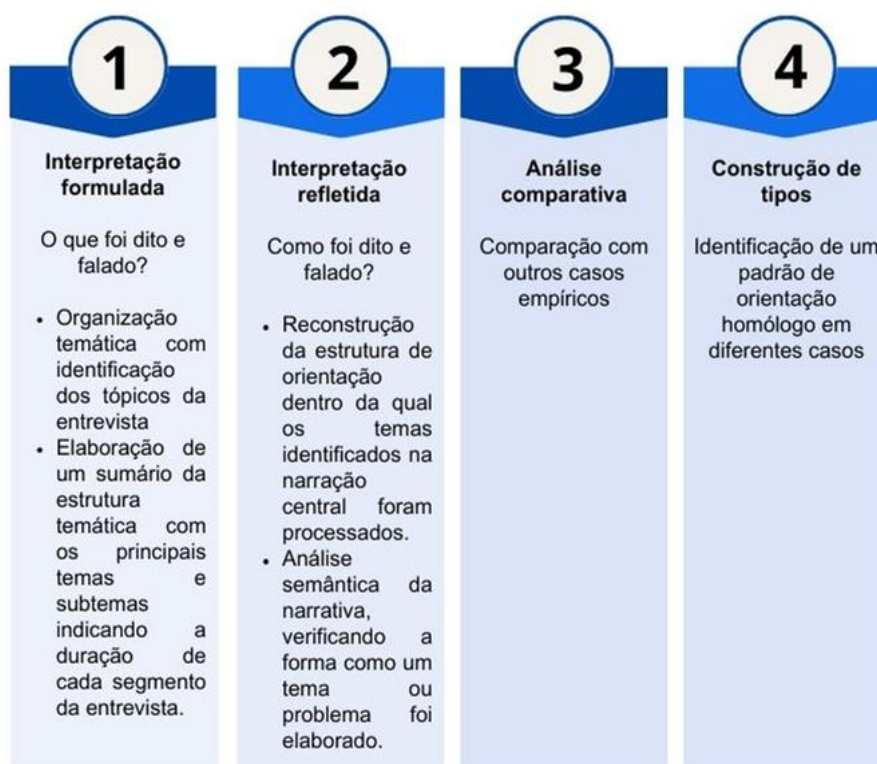 1
Interpretação
formulada
O que foi dito e
falado?
• Organização
temática com
identificação
dos tópicos da
entrevista
• Elaboração de
um sumário da
estrutura
temática com
os principais
temas e
subtemas
indicando a
duração de
cada segmento
da entrevista.
2
Interpretação
refletida
Como foi dito e
falado?
• Reconstrução
da estrutura de
orientação
dentro da qual
os temas
identificados na
narração
central foram
processados.
• Análise
semântica da
narrativa,
verificando a
forma como um
tema ou
problema foi
elaborado.
3
Análise
comparativa
Comparação com
outros casos
empíricos
4
Construção de
tipos
Identificação de um
padrão de
orientação
homólogo em
diferentes casos